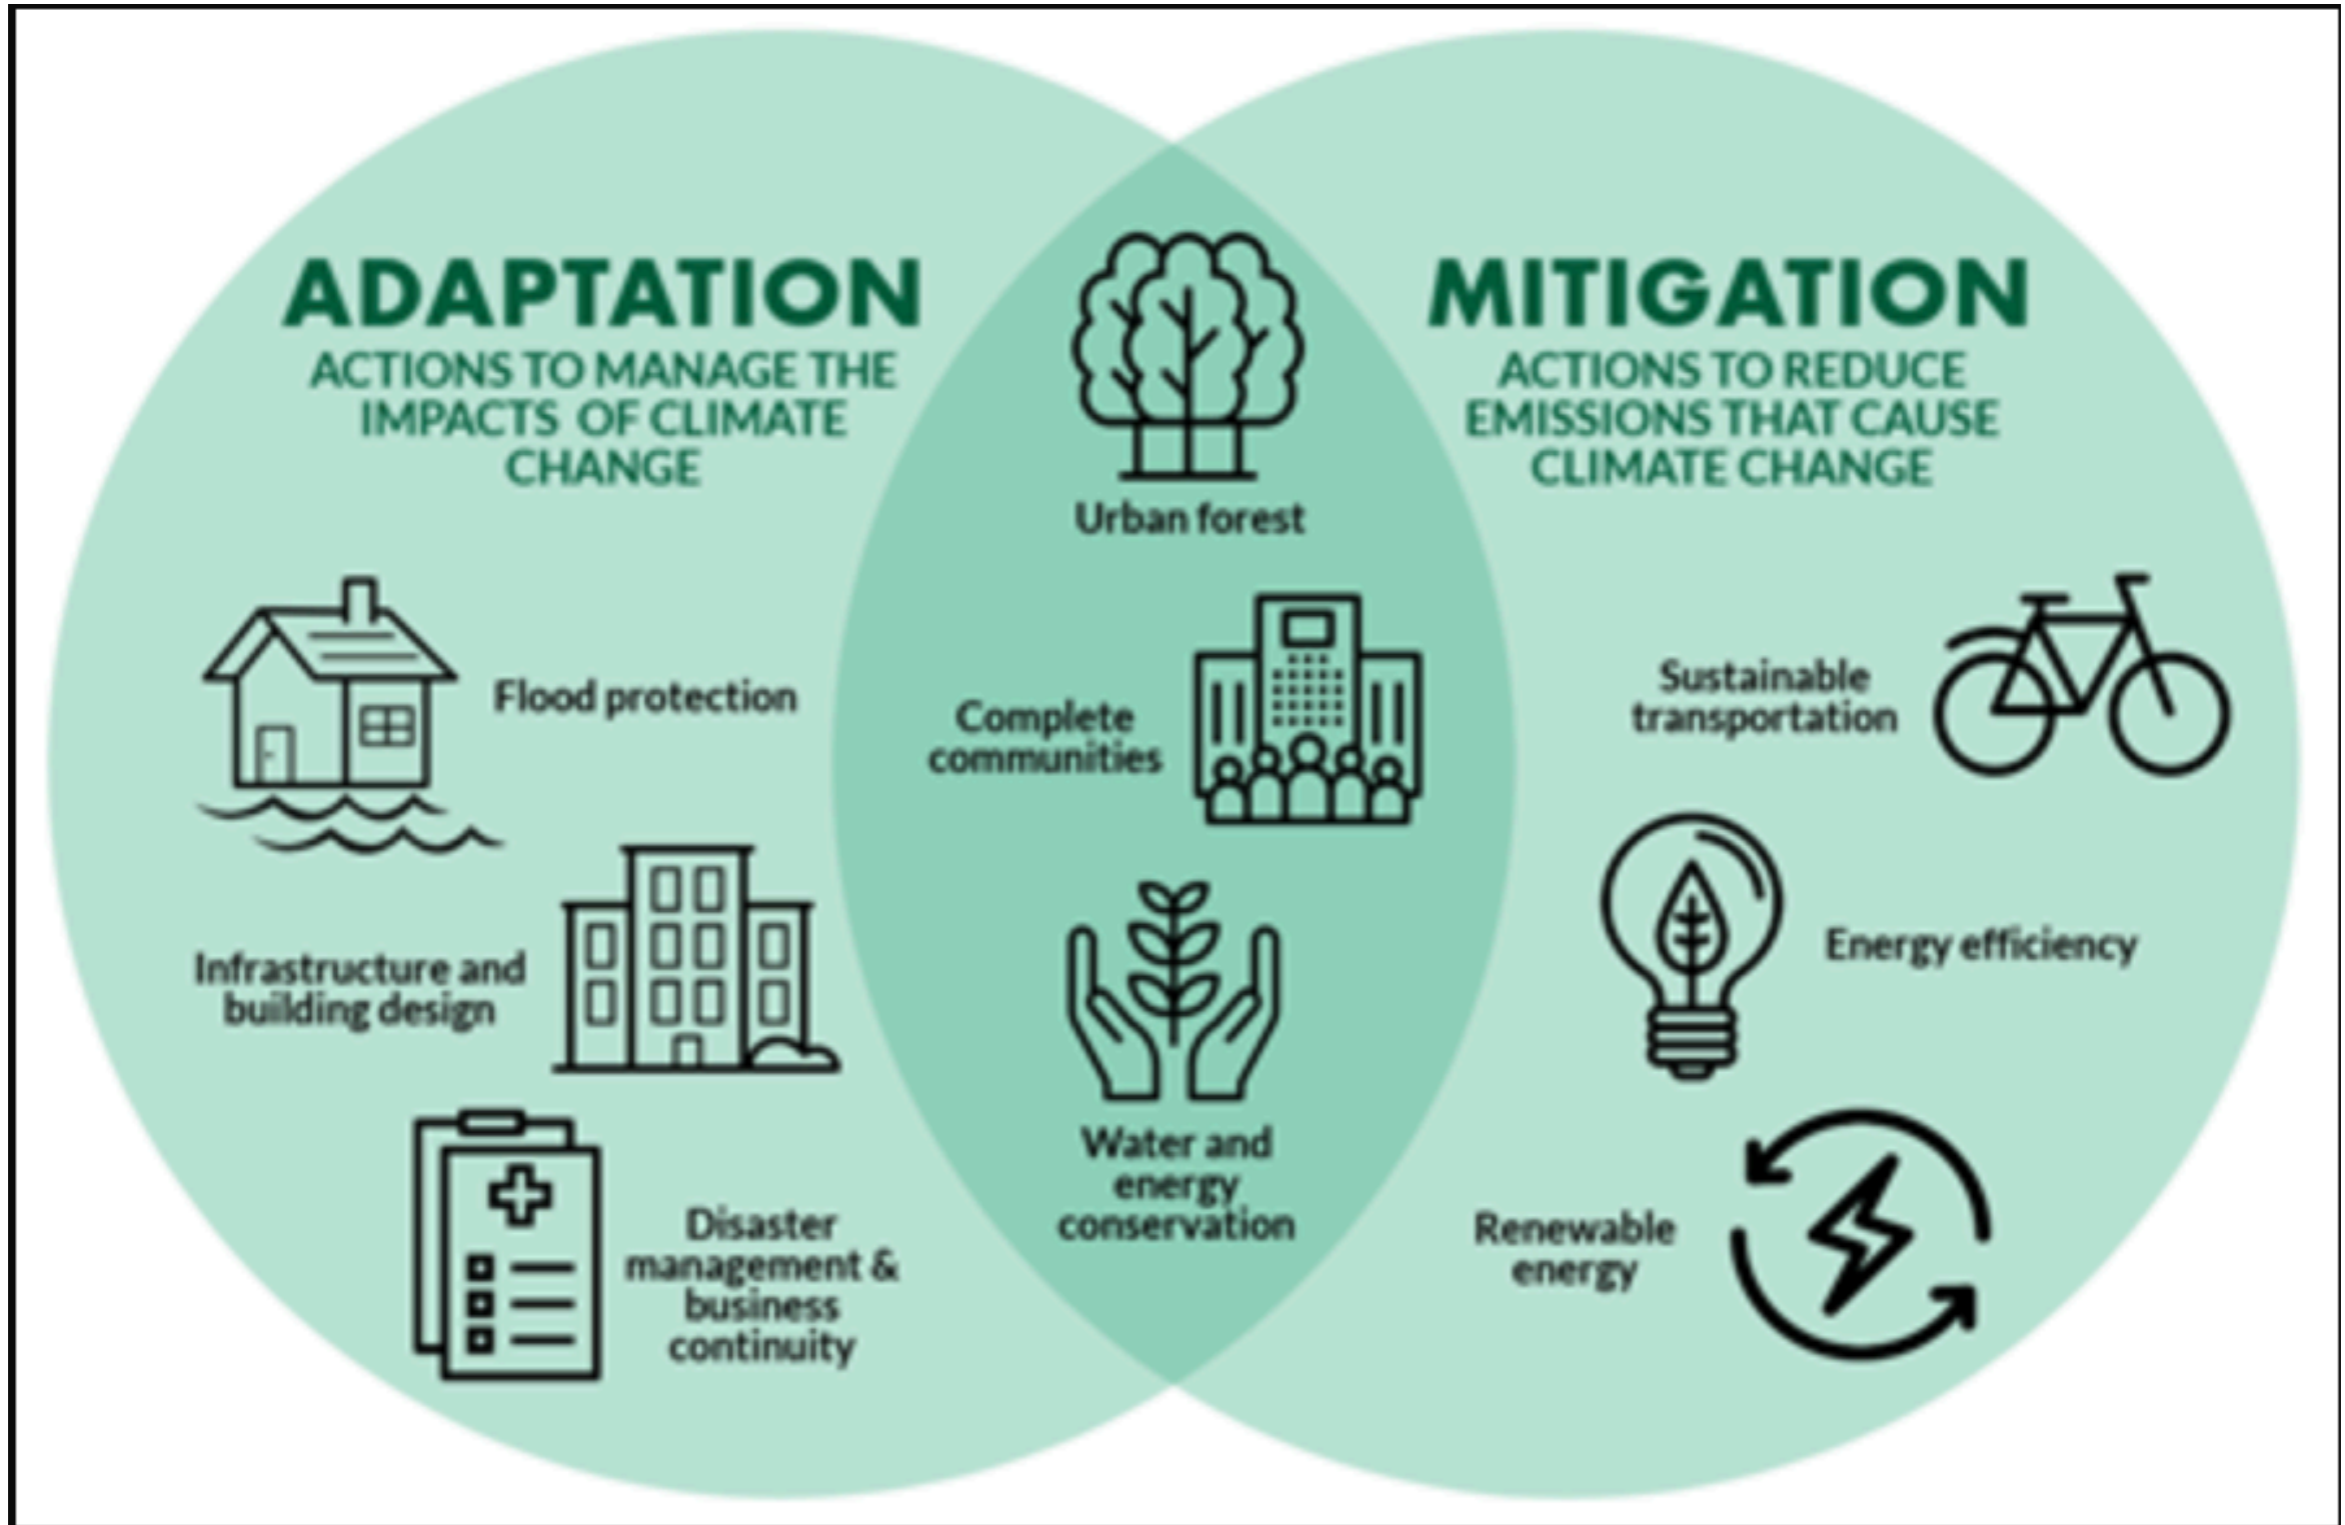 ADAPTATION
ACTIONS TO MANAGE THE
IMPACTS OF CLIMATE
CHANGE
Flood protection
Infrastructure and
building design
Disaster
management &
business
continuity
Urban forest
Complete
communities
Water and
energy
conservation
MITIGATION
ACTIONS TO REDUCE
EMISSIONS THAT CAUSE
CLIMATE CHANGE
Sustainable
transportation
Energy efficiency
Renewable
energy